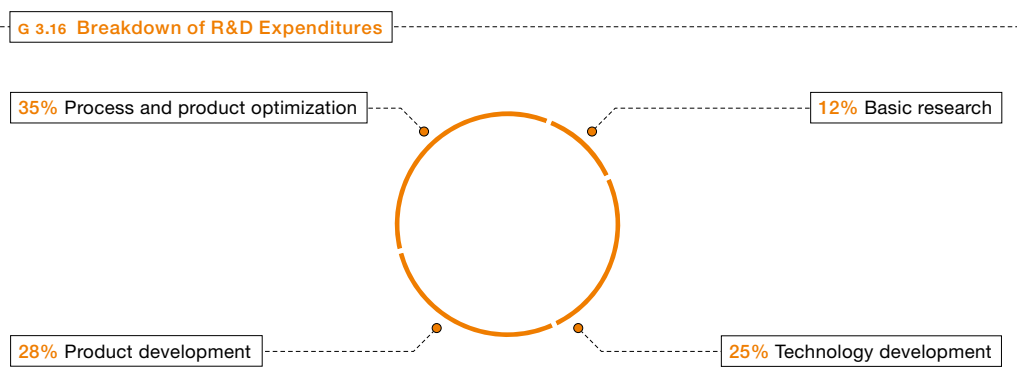 G 3.16 Breakdown of R&D Expenditures
35% Process and product optimization
12% Basic research
28% Product development
25% Technology development